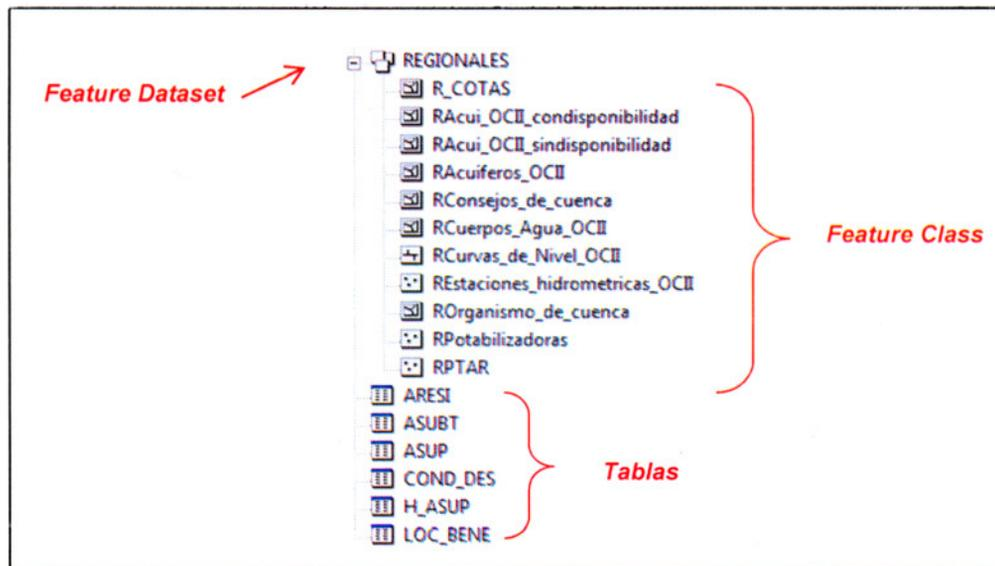 Feature Dataset
REGIONALES
R_COTAS
RAcui_OCII_condisponibilidad
RAcui_OCII_sindisponibilidad
RAcuiferos_OCII
RConsejos_de_cuenca
RCuerpos_Agua_OCII
RCurvas_de_Nivel_OCII
REstaciones_hidrometricas_OCII
ROrganismo_de_cuenca
RPotabilizadoras
RPTAR
Feature Class
ARESI
ASUBT
ASUP
COND_DES
H_ASUP
LOC_BENE
Tablas